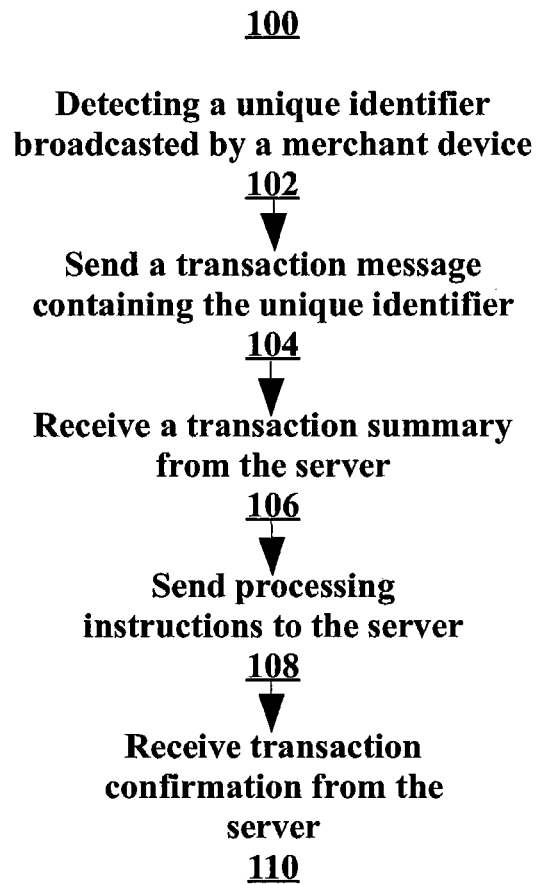 100
Detecting a unique identifier
broadcasted by a merchant device
102
Send a transaction message
containing the unique identifier
104
Receive a transaction summary
from the server
106
Send processing
instructions to the server
108
Receive transaction
confirmation from the
server
110